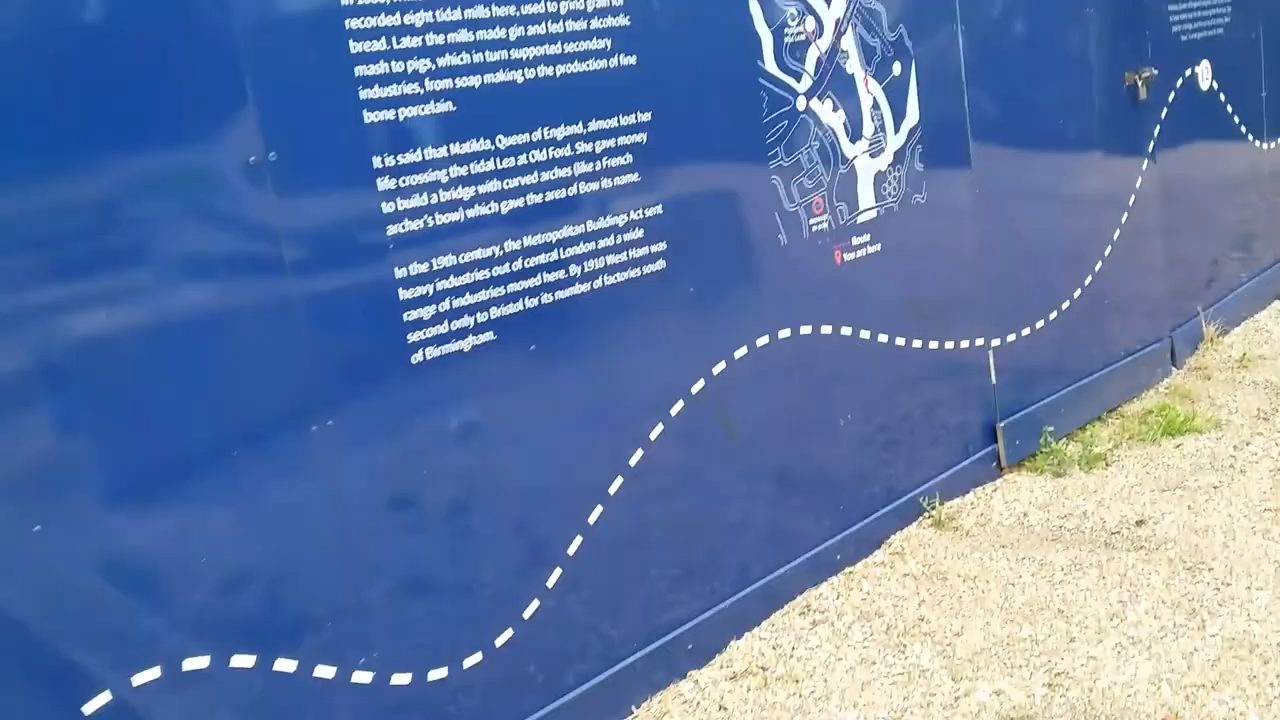 recorded eight tidal mills here, used to grind grain for
bread. Later the mills made gin and fed their alcoholic
mash to pigs, which in turn supported secondary
industries, from soap making to the production of fine
bone porcelain.
It is said that Matilda, Queen of England, almost lost her
life crossing the tidal Lea at Old Ford. She gave money
to build a bridge with curved arches (like a French
archer's bow) which gave the area of Bow its name.
In the 19th century, the Metropolitan Buildings Act sent
heavy industries out of central London and a wide
range of industries moved here. By 1910 West Ham was
second only to Bristol for its number of factories south
of Birmingham.
Route
You are here